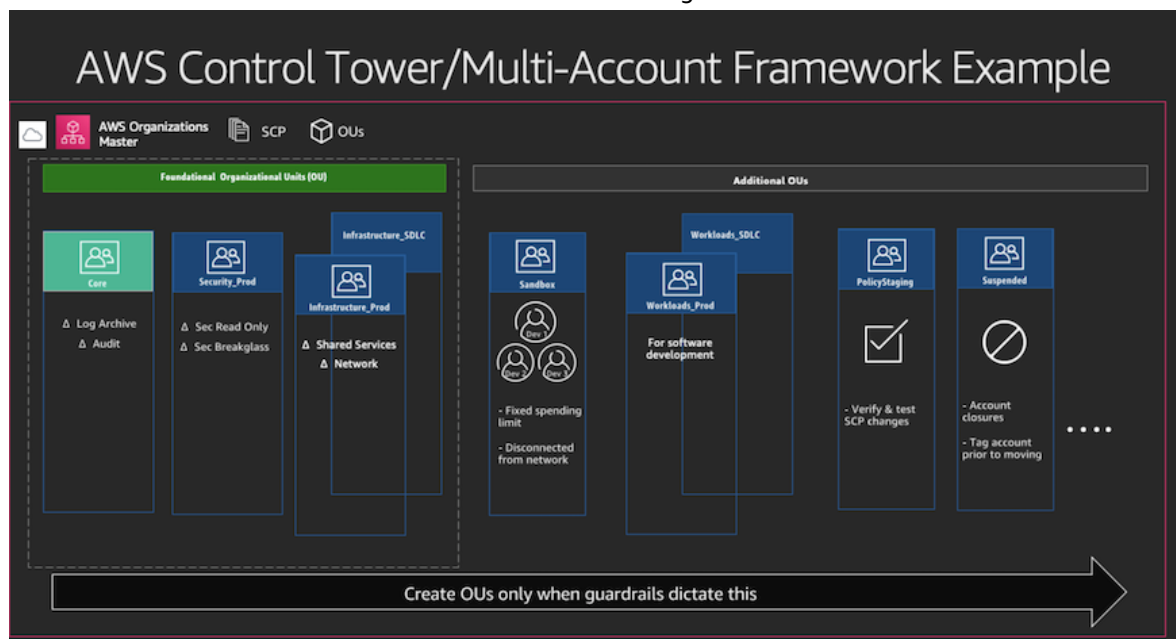 AWS Control Tower/Multi-Account Framework Example
AWS Organizations
Master
SCP
OUs
Foundational Organizational Units (OU)
Additional OUs
Core
Δ Log Archive
Δ Audit
Security_Prod
Δ Sec Read Only
Δ Sec Breakglass
Infrastructure_SDLC
Infrastructure_Prod
Δ Shared Services
Δ Network
Sandbox
Dev 1
Dev 2
Dev 3
- Fixed spending
limit
- Disconnected
from network
Workloads_SDLC
Workloads_Prod
For software
development
PolicyStaging
- Verify & test
SCP changes
Suspended
- Account
closures
- Tag account
prior to moving
....
Create OUs only when guardrails dictate this